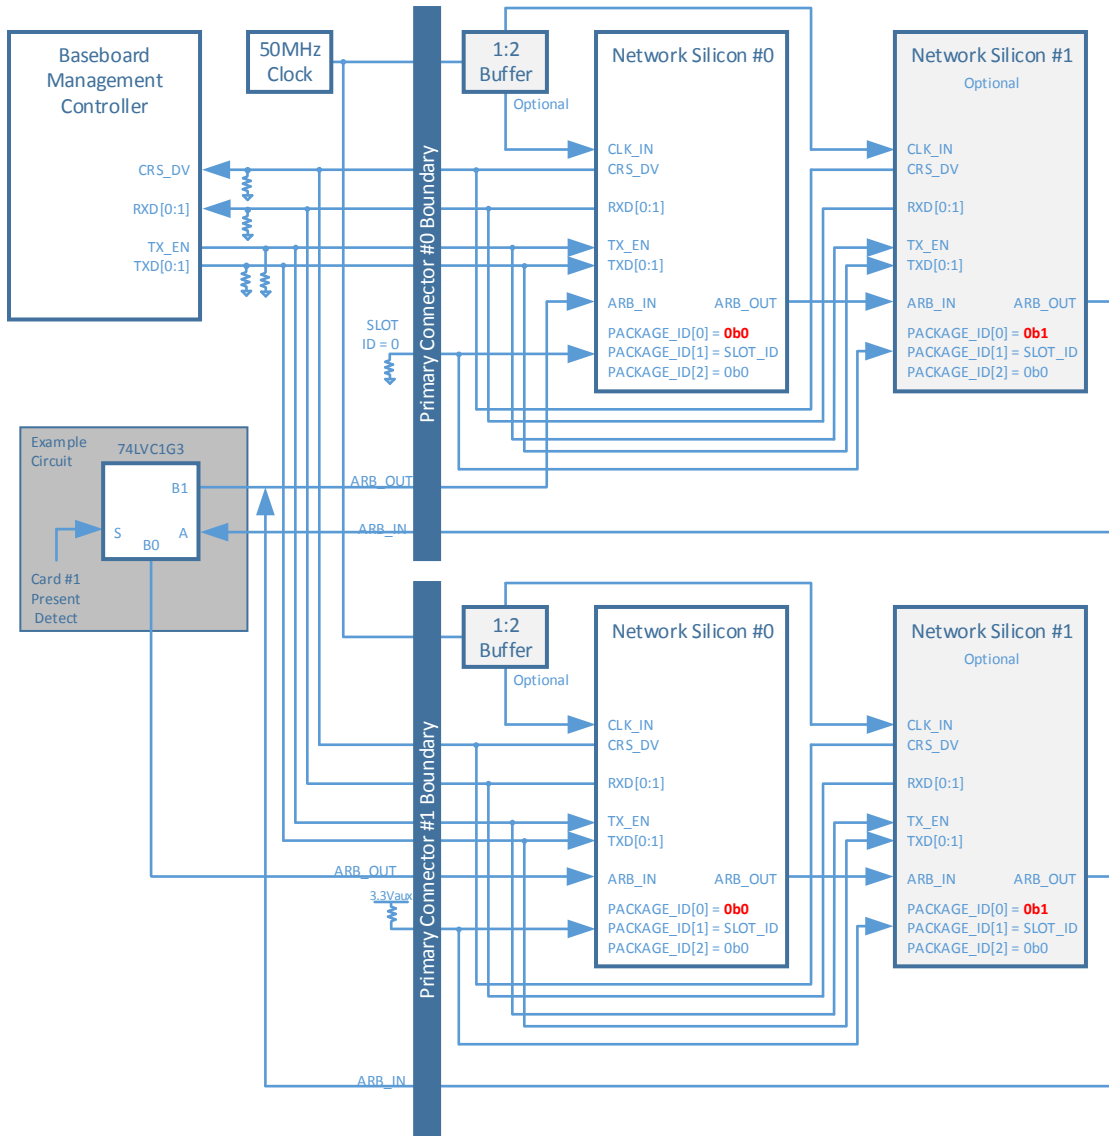 Baseboard
Management
Controller
CRS_DV
RXD[0:1]
TX_EN
TXD[0:1]
50MHz
Clock
Primary Connector #0 Boundary
1:2
Buffer
Optional
Network Silicon #0
CLK_IN
CRS_DV
RXD[0:1]
TX_EN
TXD[0:1]
ARB_IN ARB_OUT
PACKAGE_ID[0] = 0b0
PACKAGE_ID[1] = SLOT_ID
PACKAGE_ID[2] = 0b0
Network Silicon #1
Optional
CLK_IN
CRS_DV
RXD[0:1]
TX_EN
TXD[0:1]
ARB_IN ARB_OUT
PACKAGE_ID[0] = 0b1
PACKAGE_ID[1] = SLOT_ID
PACKAGE_ID[2] = 0b0
SLOT
ID = 0
Example
Circuit
74LVC1G3
B1
S A
B0
Card #1
Present
Detect
ARB_OUT
ARB_IN
Primary Connector #1 Boundary
1:2
Buffer
Optional
Network Silicon #0
CLK_IN
CRS_DV
RXD[0:1]
TX_EN
TXD[0:1]
ARB_IN ARB_OUT
PACKAGE_ID[0] = 0b0
PACKAGE_ID[1] = SLOT_ID
PACKAGE_ID[2] = 0b0
Network Silicon #1
Optional
CLK_IN
CRS_DV
RXD[0:1]
TX_EN
TXD[0:1]
ARB_IN ARB_OUT
PACKAGE_ID[0] = 0b1
PACKAGE_ID[1] = SLOT_ID
PACKAGE_ID[2] = 0b0
ARB_OUT
3.3Vaux
ARB_IN